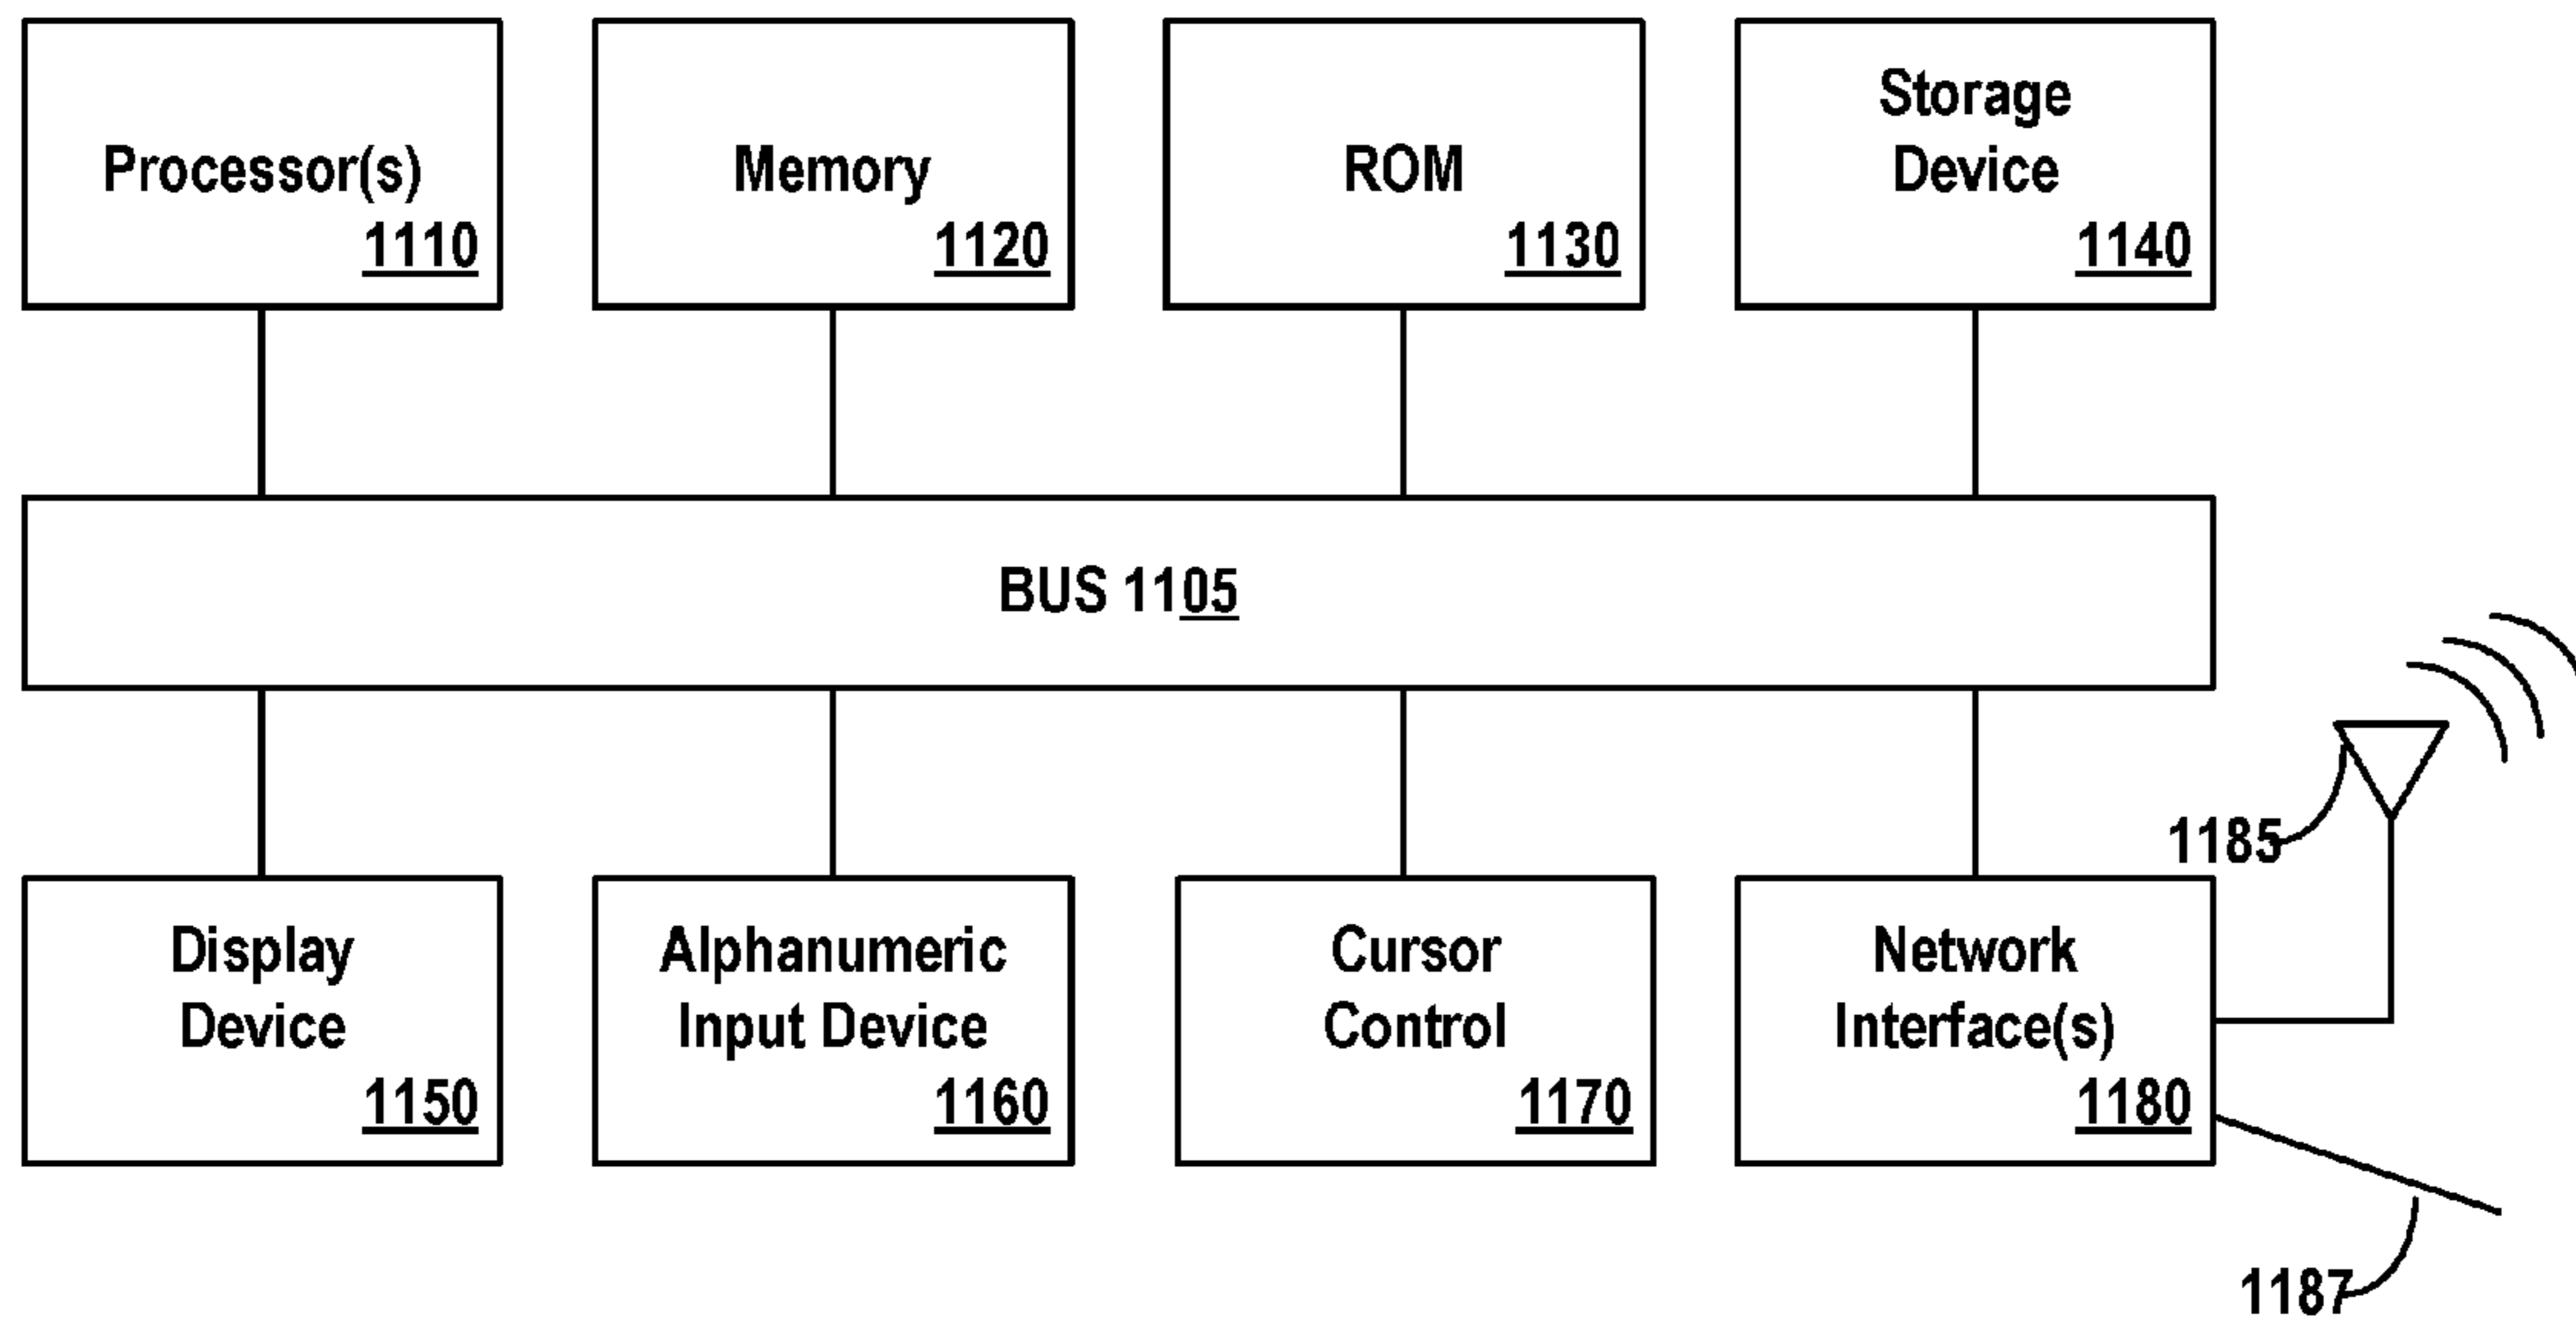 Processor(s)
1110
Memory
1120
ROM
1130
Storage
Device
1140
BUS 1105
1185
Display
Device
1150
Alphanumeric
Input Device
1160
Cursor
Control
1170
Network
Interface(s)
1180
1187